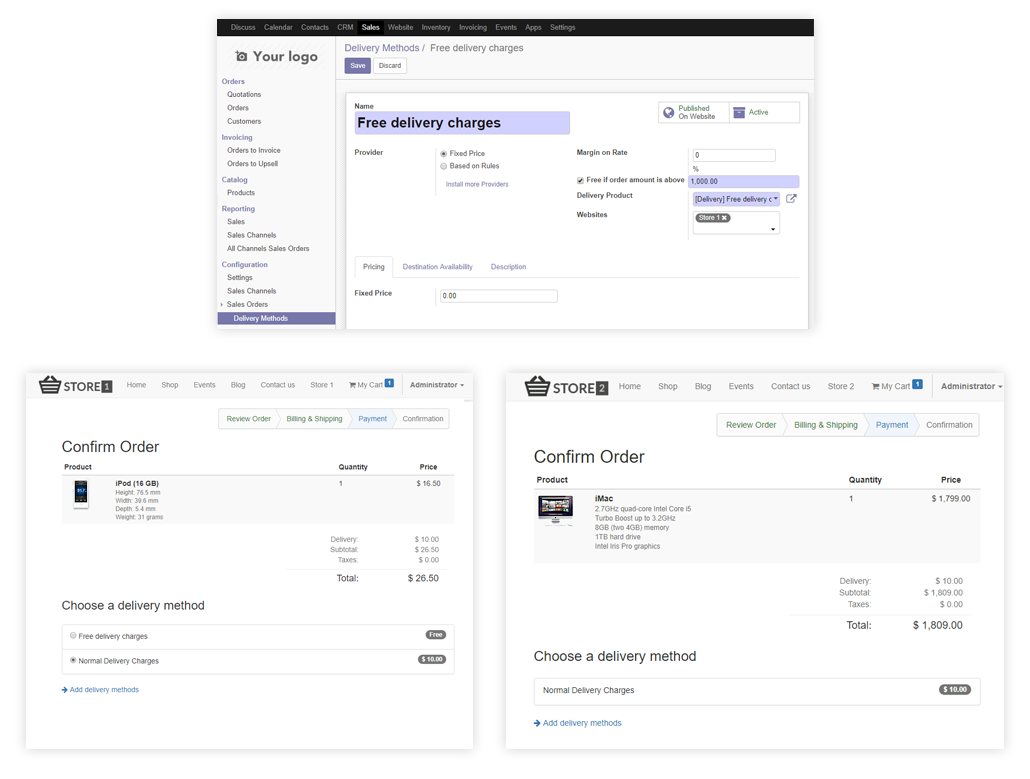 Discuss Calendar Contacts CRM Sales Website Inventory Invoicing Events Apps Settings
Your logo
Orders
Quotations
Orders
Customers
Invoicing
Orders to Invoice
Orders to Upsell
Catalog
Products
Reporting
Sales
Sales Channels
All Channels Sales Orders
Configuration
Settings
Sales Channels
Sales Orders
Delivery Methods
Delivery Methods / Free delivery charges
Save Discard
Published On Website
Active
Name
Free delivery charges
Provider
Fixed Price
Based on Rules
Install more Providers
Margin on Rate 0
%
Free if order amount is above 1,000.00
Delivery Product [Delivery] Free delivery c
Websites Store 1 ✖
Pricing Destination Availability Description
Fixed Price 0.00
STORE 1 Home Shop Events Blog Contact us Store 1 My Cart 1 Administrator
Review Order Billing & Shipping Payment Confirmation
Confirm Order
Product Quantity Price
iPod (16 GB) 1 $ 16.50
Height: 76.5 mm
Width: 39.6 mm
Depth: 5.4 mm
Weight: 31 grams
Delivery: $ 10.00
Subtotal: $ 26.50
Taxes: $ 0.00
Total: $ 26.50
Choose a delivery method
Free delivery charges Free
Normal Delivery Charges $ 10.00
Add delivery methods
STORE 2 Home Shop Blog Events Contact us Store 2 My Cart 1 Administrator
Review Order Billing & Shipping Payment Confirmation
Confirm Order
Product Quantity Price
iMac 1 $ 1,799.00
2.7GHz quad-core Intel Core i5
Turbo Boost up to 3.2GHz
8GB (two 4GB) memory
1TB hard drive
Intel Iris Pro graphics
Delivery: $ 10.00
Subtotal: $ 1,809.00
Taxes: $ 0.00
Total: $ 1,809.00
Choose a delivery method
Normal Delivery Charges $ 10.00
Add delivery methods